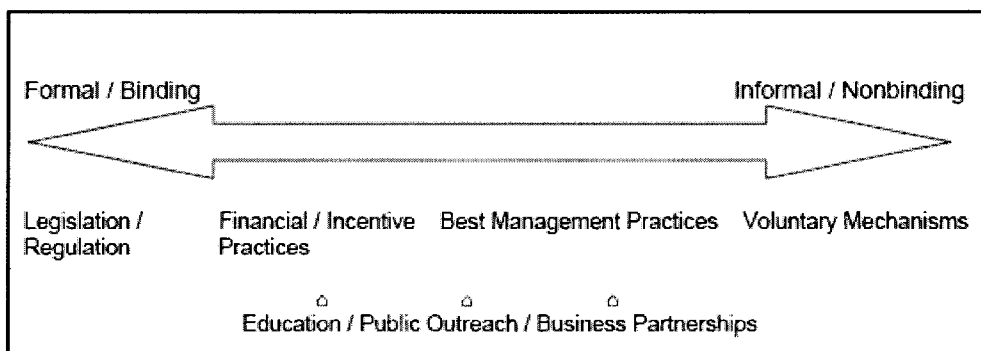 Formal / Binding
Informal / Nonbinding
Legislation / Regulation
Financial / Incentive Practices
Best Management Practices
Voluntary Mechanisms
Education / Public Outreach / Business Partnerships